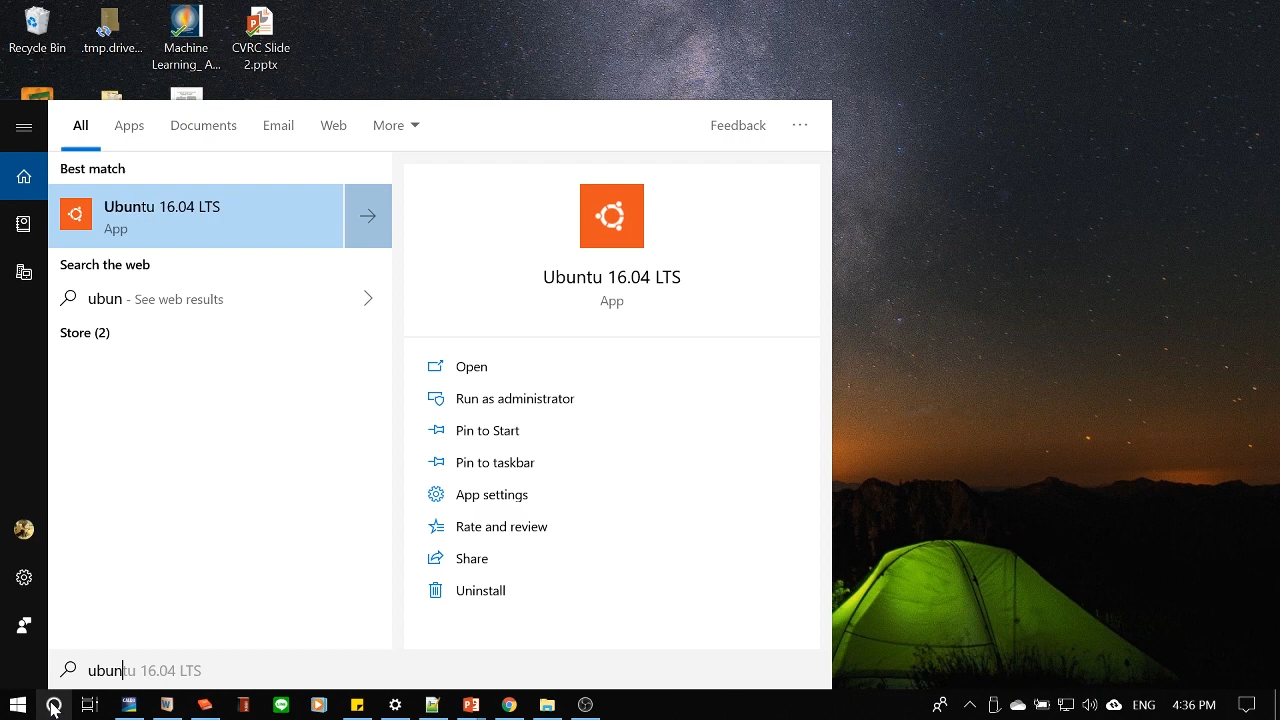 Recycle Bin
.tmp.drive...
Machine
Learning_ A...
CVRC Slide
2.pptx
All
Apps
Documents
Email
Web
More
Feedback
Best match
Ubuntu 16.04 LTS
App
Search the web
ubun - See web results
Store (2)
Ubuntu 16.04 LTS
App
Open
Run as administrator
Pin to Start
Pin to taskbar
App settings
Rate and review
Share
Uninstall
ubuntu 16.04 LTS
ENG
4:36 PM